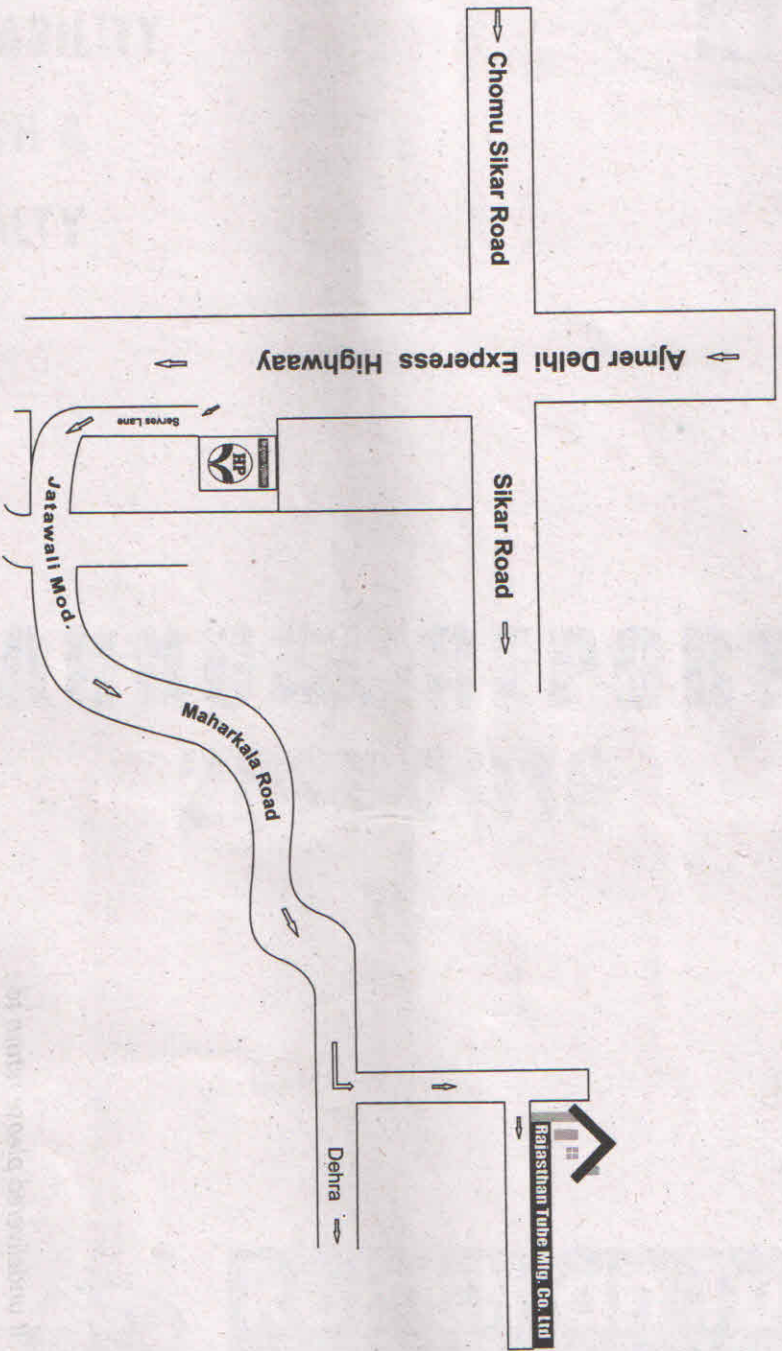 Chomu Sikar Road
Ajmer Delhi Experess Highwaay
Sikar Road
Serves Lane
HP
Jatawali Mod.
Maharkala Road
Dehra
Rajasthan Tube Mfg. Co. Ltd